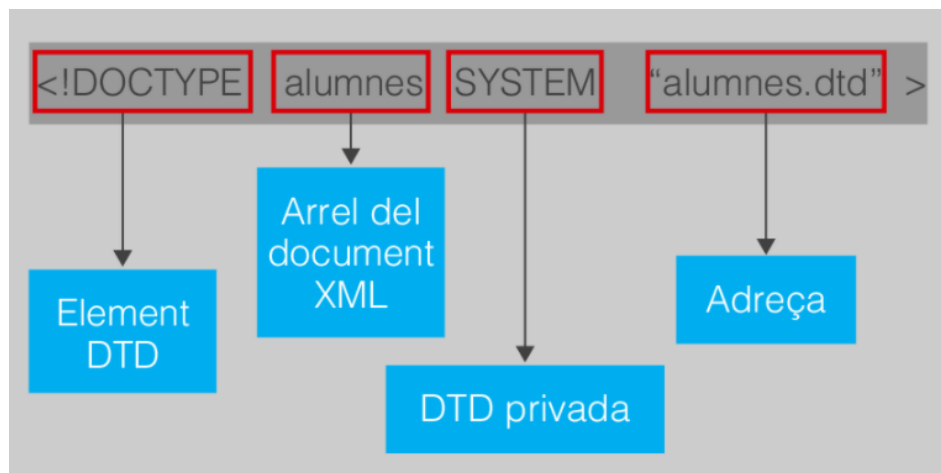 <!DOCTYPE alumnes SYSTEM “alumnes.dtd” >
Arrel del
document
XML
Element
DTD
Adreça
DTD privada